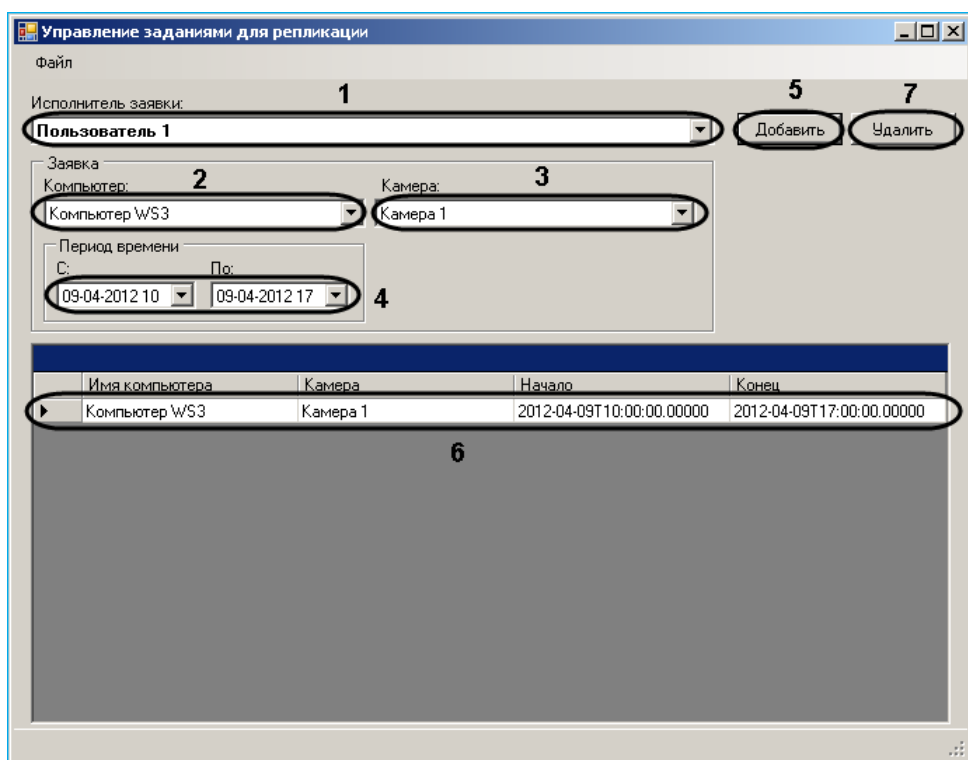 Управление заданиями для репликации
Файл
1
5
7
Исполнитель заявки:
Пользователь 1
Добавить
Удалить
Заявка
2
3
Компьютер:
Камера:
Компьютер WS3
Камера 1
Период времени
С:
По:
09-04-2012 10
09-04-2012 17
4
Имя компьютера
Камера
Начало
Конец
Компьютер WS3
Камера 1
2012-04-09T10:00:00.00000
2012-04-09T17:00:00.00000
6